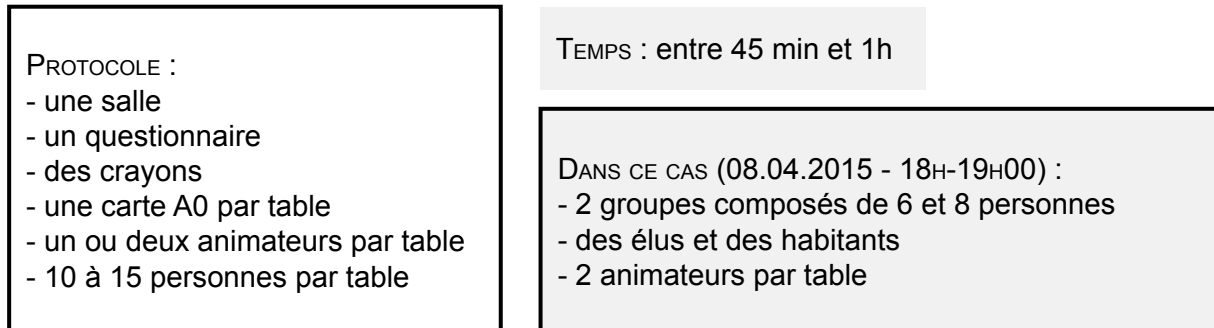 PROTOCOLE :
- une salle
- un questionnaire
- des crayons
- une carte A0 par table
- un ou deux animateurs par table
- 10 à 15 personnes par table
TEMPS : entre 45 min et 1h
DANS CE CAS (08.04.2015 - 18H-19H00) :
- 2 groupes composés de 6 et 8 personnes
- des élus et des habitants
- 2 animateurs par table